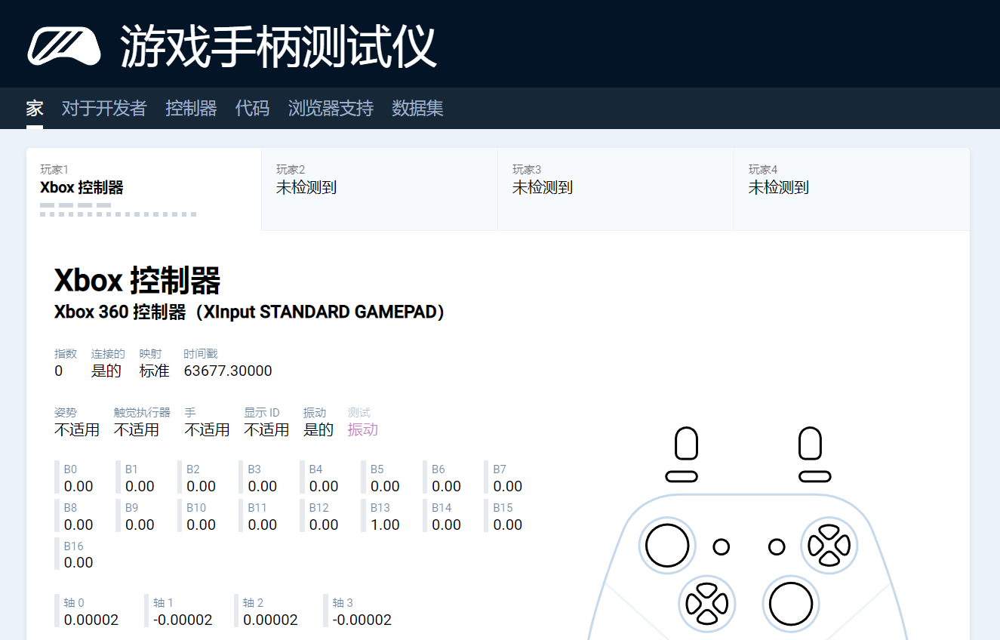 游戏手柄测试仪
家 对于开发者 控制器 代码 浏览器支持 数据集
玩家1 玩家2 玩家3 玩家4
Xbox 控制器 未检测到 未检测到 未检测到
Xbox 控制器
Xbox 360 控制器（XInput STANDARD GAMEPAD）
指数 连接的 映射 时间戳
0 是的 标准 63677.30000
姿势 触觉执行器 手 显示 ID 振动 测试
不适用 不适用 不适用 不适用 是的 振动
B0 B1 B2 B3 B4 B5 B6 B7
0.00 0.00 0.00 0.00 0.00 0.00 0.00 0.00
B8 B9 B10 B11 B12 B13 B14 B15
0.00 0.00 0.00 0.00 0.00 1.00 0.00 0.00
B16
0.00
轴 0 轴 1 轴 2 轴 3
0.00002 -0.00002 0.00002 -0.00002